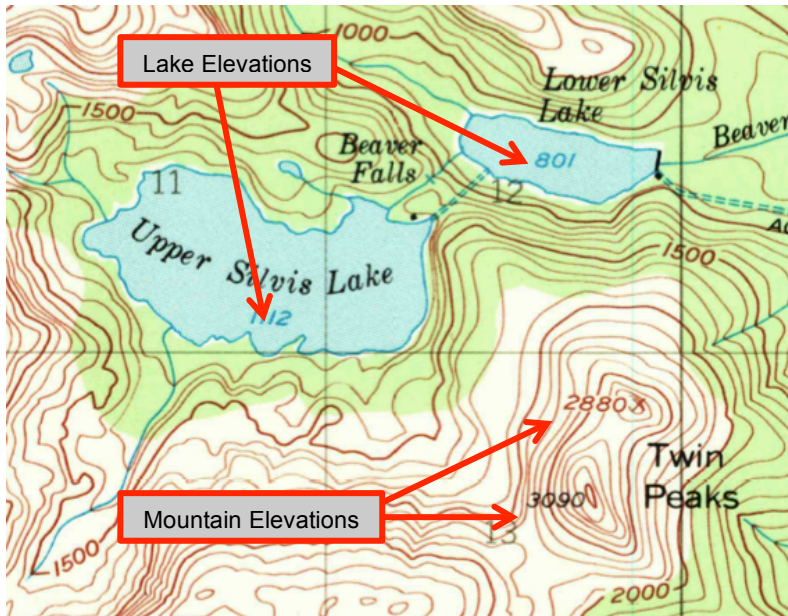 1000
Lake Elevations
Lower Silvis
Lake
1500
Beaver
Falls
801
Beaver
11
12
Upper Silvis Lake
1500
1112
2880X
Twin
Peaks
3090
Mountain Elevations
13
1500
2000